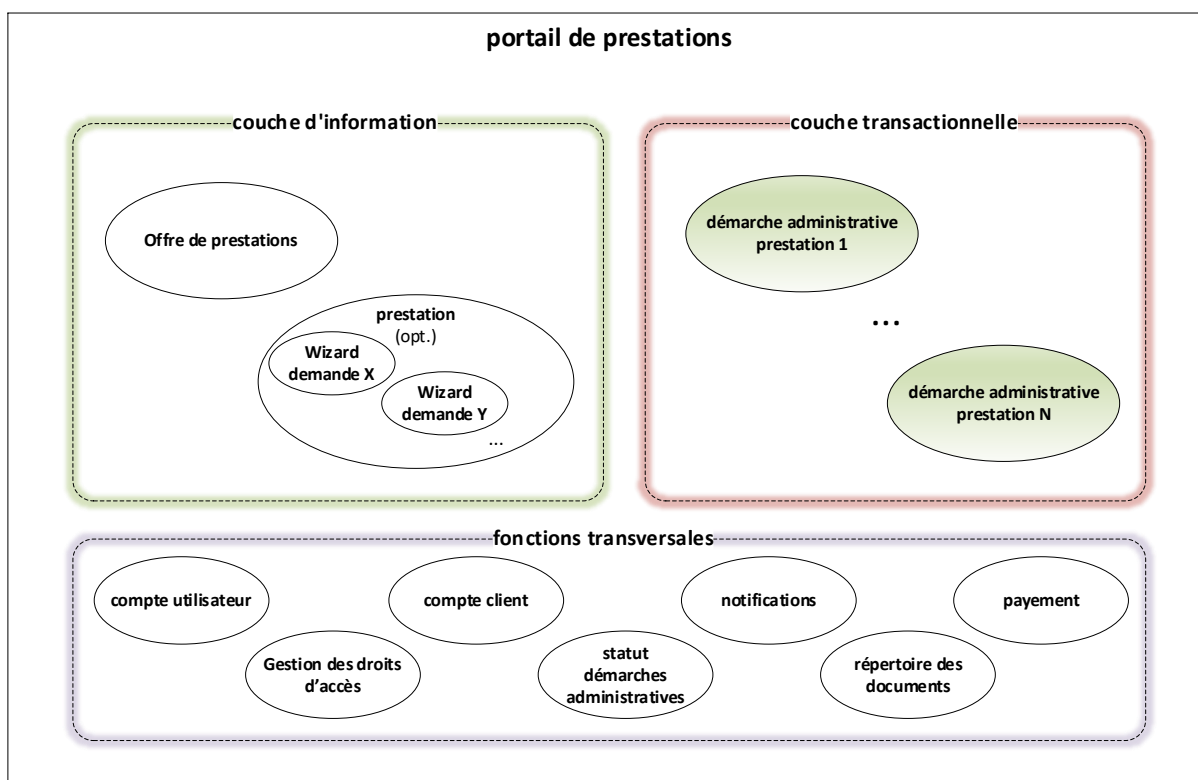 portail de prestations
couche d'information
Offre de prestations
prestation
(opt.)
Wizard
demande X
Wizard
demande Y
...
couche transactionnelle
démarche administrative
prestation 1
...
démarche administrative
prestation N
fonctions transversales
compte utilisateur
compte client
notifications
payement
Gestion des droits
d’accès
statut
démarches
administratives
répertoire des
documents